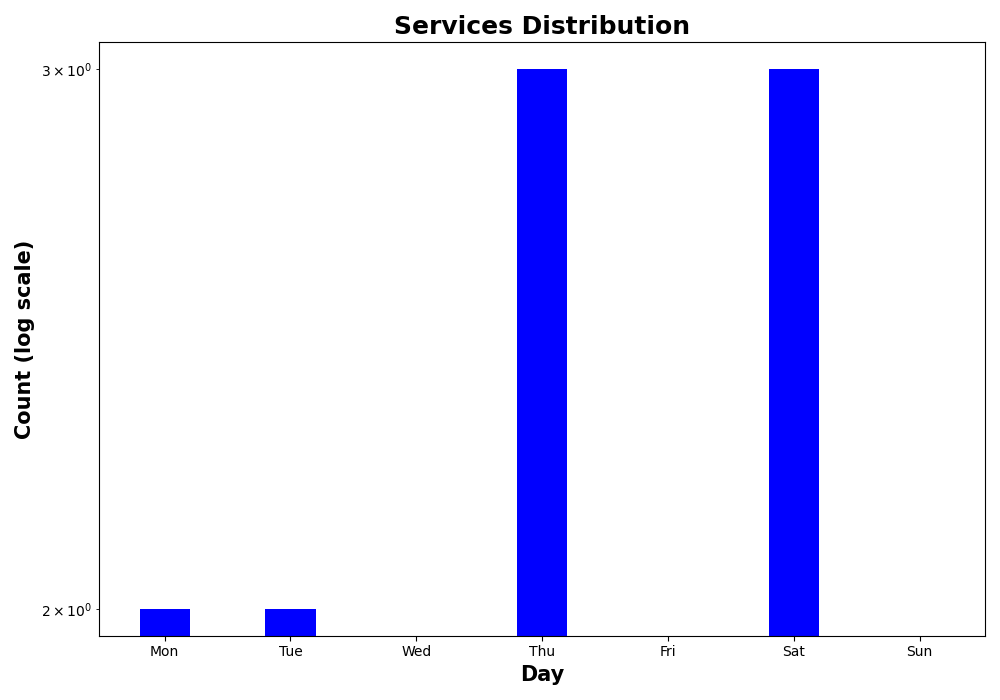 Services Distribution
3 × 10⁰
2 × 10⁰
Count (log scale)
Mon Tue Wed Thu Fri Sat Sun
Day